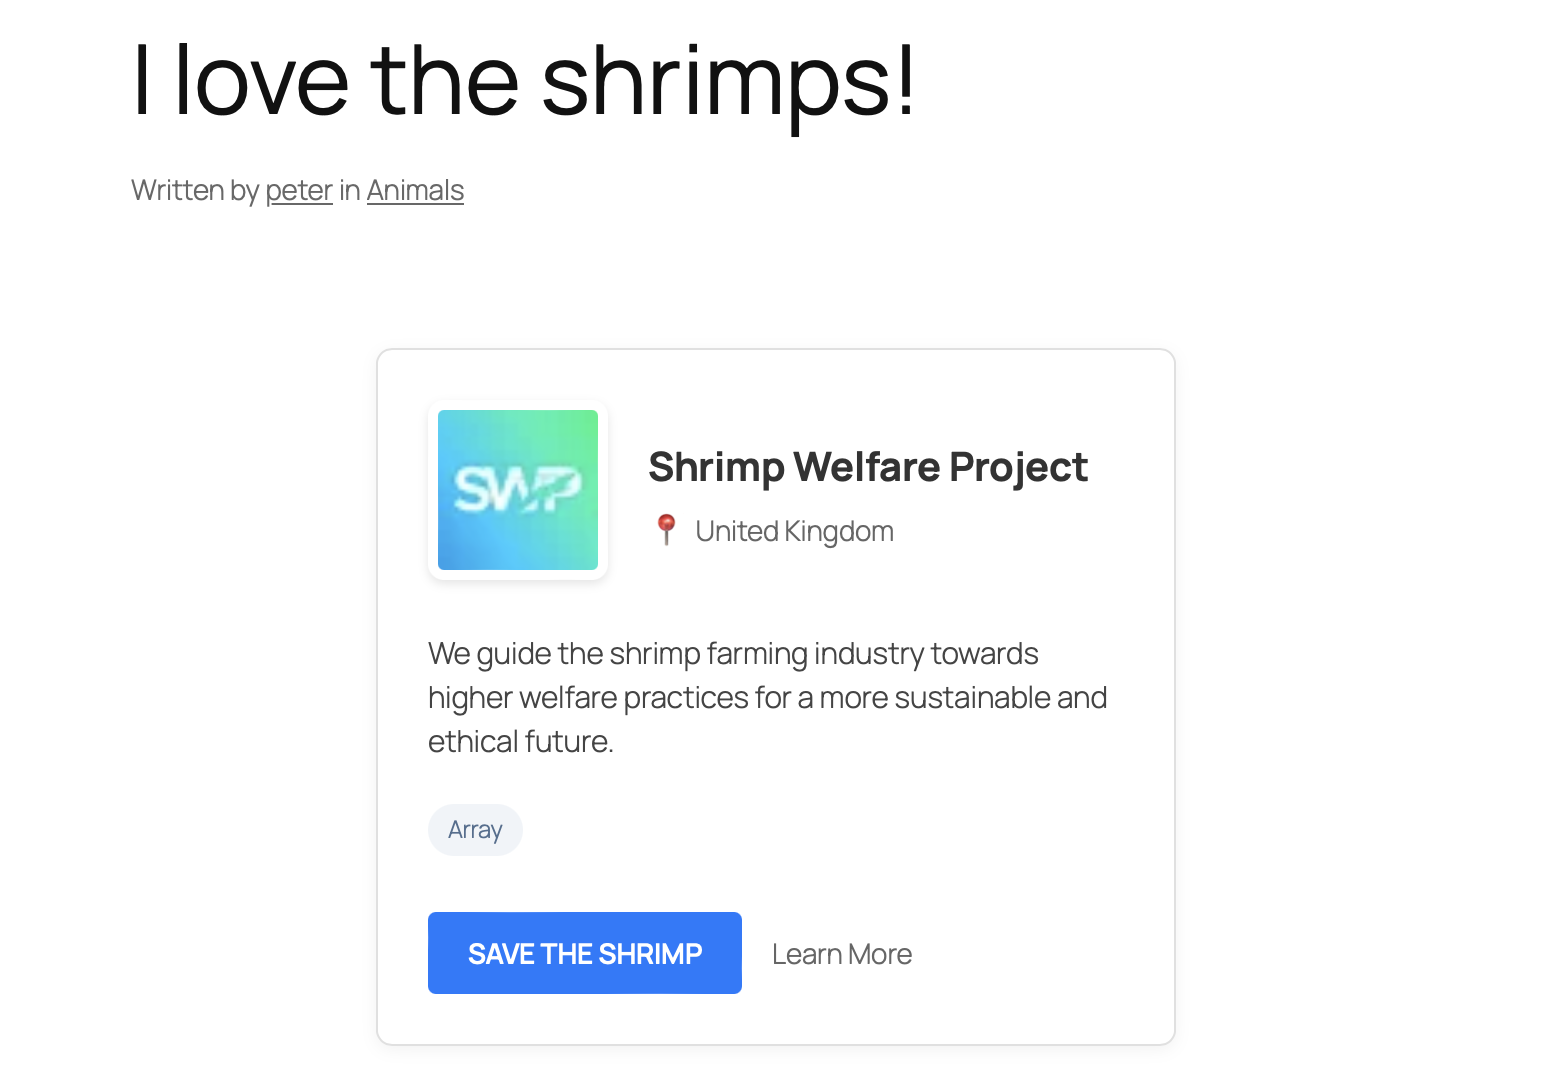 I love the shrimps!
Written by peter in Animals
SWP
Shrimp Welfare Project
United Kingdom
We guide the shrimp farming industry towards
higher welfare practices for a more sustainable and
ethical future.
Array
SAVE THE SHRIMP
Learn More